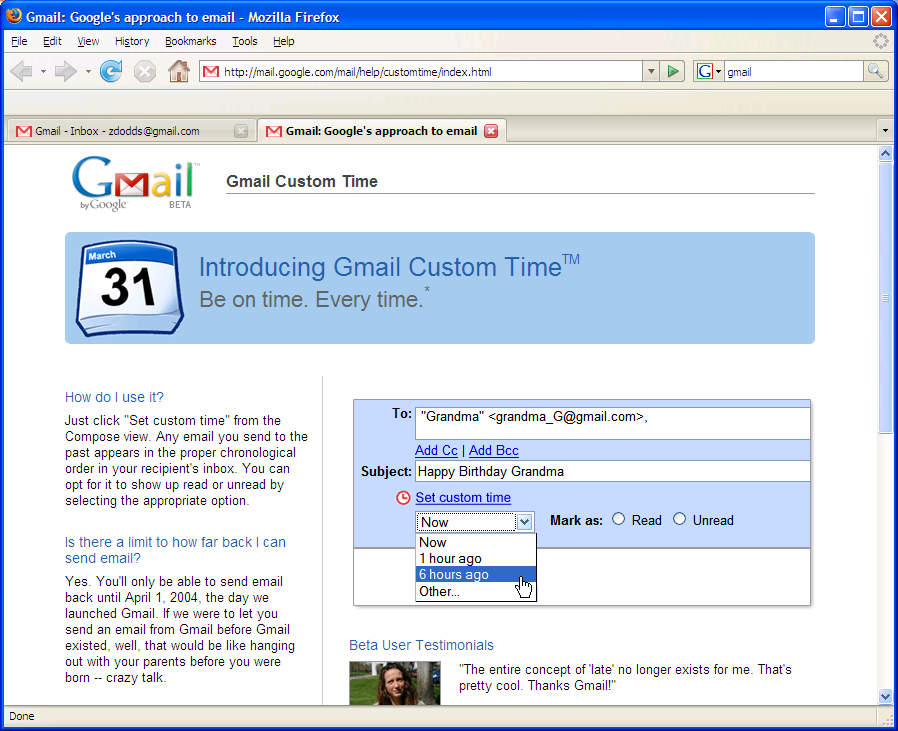 Gmail: Google's approach to email - Mozilla Firefox
File Edit View History Bookmarks Tools Help
http://mail.google.com/mail/help/customtime/index.html
G gmail
Gmail - Inbox - zdodds@gmail.com
Gmail: Google's approach to email
Gmail™
by Google BETA
Gmail Custom Time
March
31
Introducing Gmail Custom Time™
Be on time. Every time.*
How do I use it?
Just click "Set custom time" from the
Compose view. Any email you send to the
past appears in the proper chronological
order in your recipient's inbox. You can
opt for it to show up read or unread by
selecting the appropriate option.
Is there a limit to how far back I can
send email?
Yes. You'll only be able to send email
back until April 1, 2004, the day we
launched Gmail. If we were to let you
send an email from Gmail before Gmail
existed, well, that would be like hanging
out with your parents before you were
born -- crazy talk.
To: "Grandma" <grandma_G@gmail.com>,
Add Cc | Add Bcc
Subject: Happy Birthday Grandma
Set custom time
Now Mark as: Read Unread
Now
1 hour ago
6 hours ago
Other...
Beta User Testimonials
"The entire concept of 'late' no longer exists for me. That's
pretty cool. Thanks Gmail!"
Done